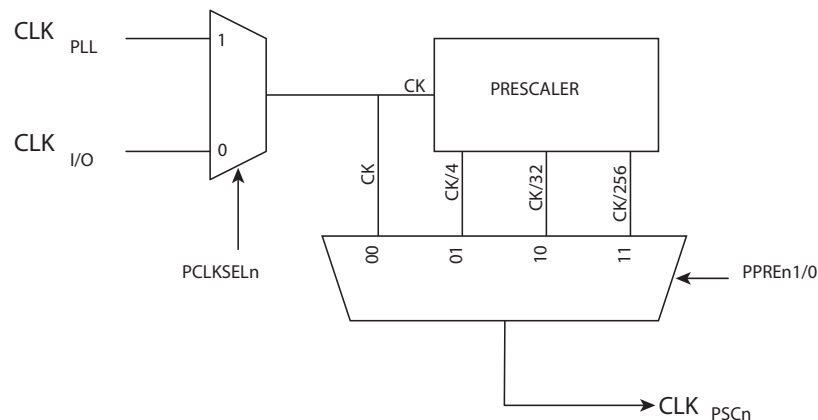 CLK PLL
1
CK
PRESCALER
CLK I/O
0
CK
CK/4
CK/32
CK/256
00
01
10
11
PCLKSELn
PPREn1/0
CLK PSCn